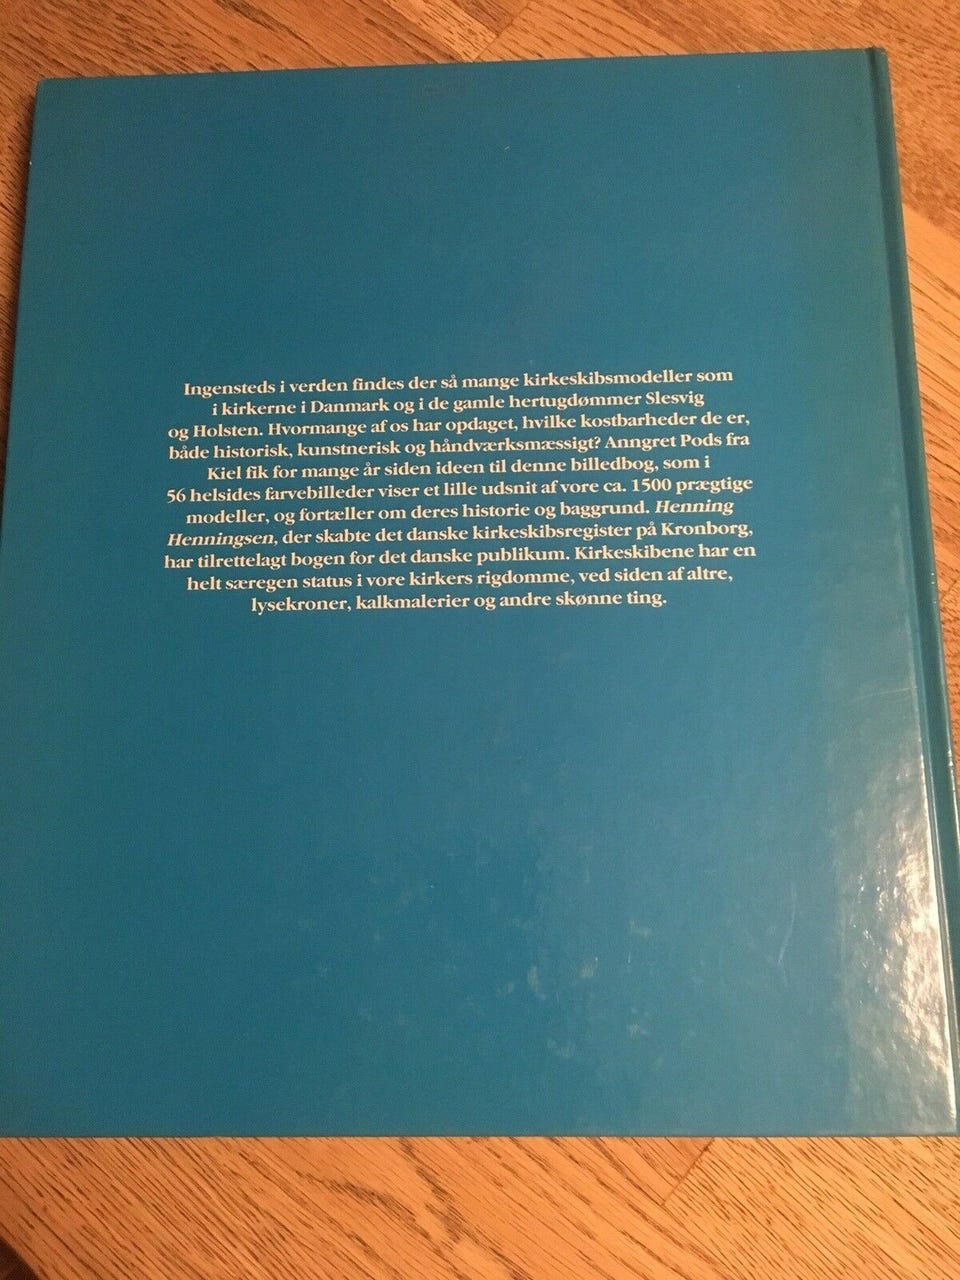 Ingensteds i verden findes der så mange kirkeskibsmodeller som
i kirkerne i Danmark og i de gamle hertugdømmer Slesvig
og Holsten. Hvormange af os har opdaget, hvilke kostbarheder de er,
både historisk, kunstnerisk og håndværksmæssigt? Anngret Pods fra
Kiel fik for mange år siden ideen til denne billedbog, som i
56 helsides farvebilleder viser et lille udsnit af vore ca. 1500 prægtige
modeller, og fortæller om deres historie og baggrund. Henning
Henningsen, der skabte det danske kirkeskibsregister på Kronborg,
har tilrettelagt bogen for det danske publikum. Kirkeskibene har en
helt særegen status i vore kirkers rigdomme, ved siden af altre,
lysekroner, kalkmalerier og andre skønne ting.